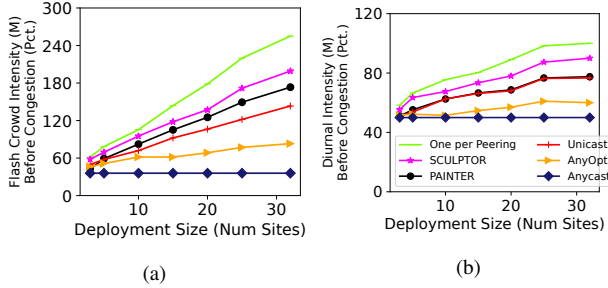 Flash Crowd Intensity (M)
Before Congestion (Pct.)
300
240
180
120
60
0
10
20
30
Deployment Size (Num Sites)
(a)
Diurnal Intensity (M)
Before Congestion (Pct.)
120
80
40
0
One per Peering
SCULPTOR
PAINTER
Unicast
AnyOpt
Anycast
10
20
30
Deployment Size (Num Sites)
(b)